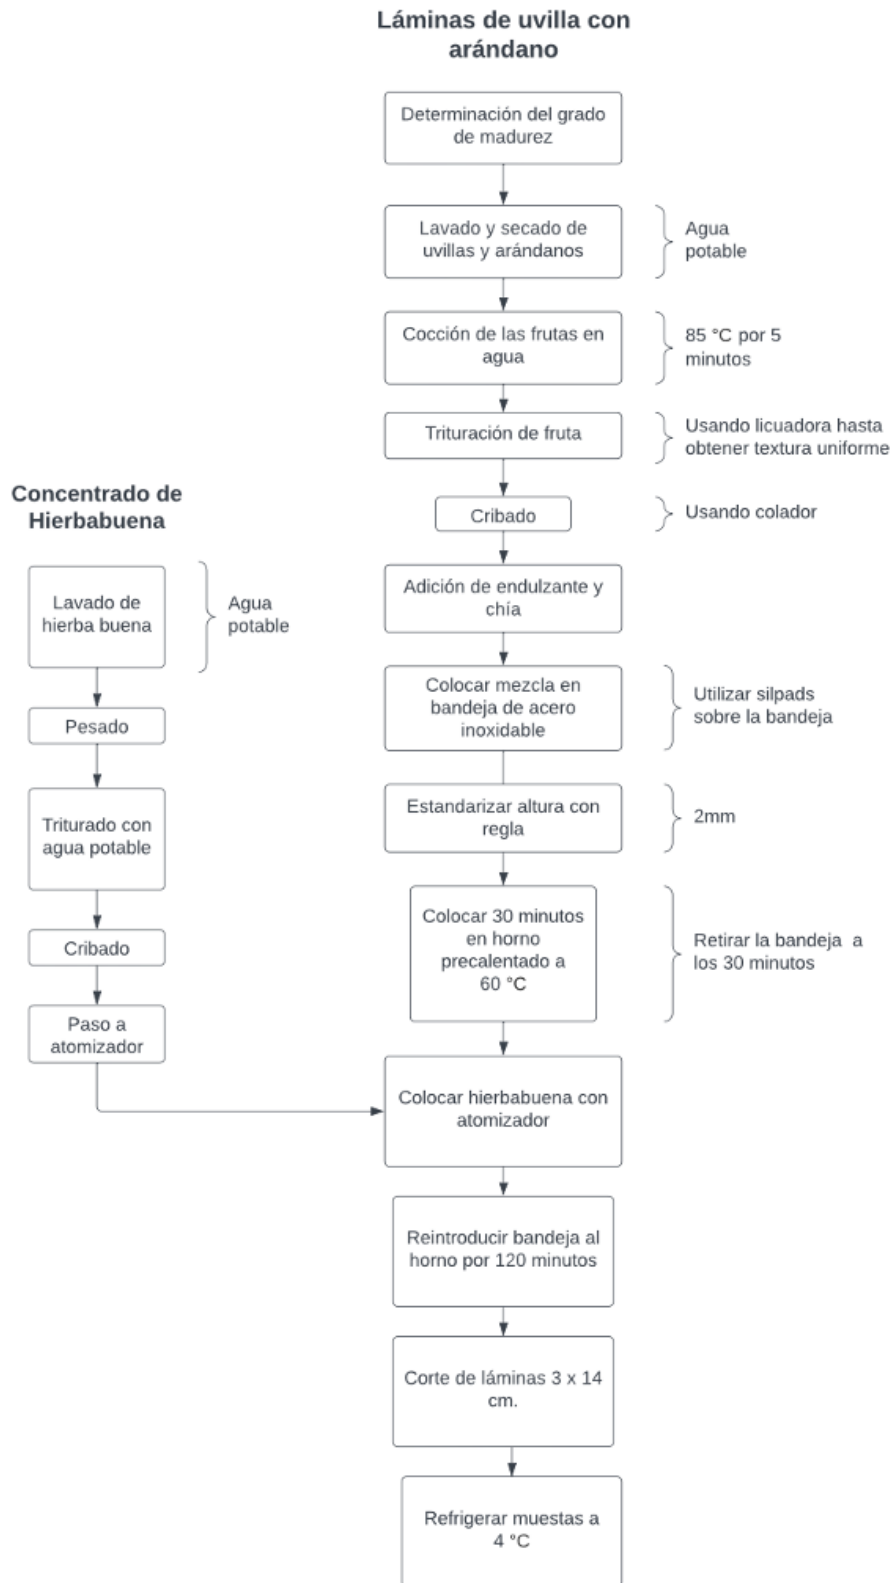 Láminas de uvilla con
arándano
Determinación del grado
de madurez
Lavado y secado de
uvillas y arándanos
Agua
potable
Cocción de las frutas en
agua
85 °C por 5
minutos
Trituración de fruta
Usando licuadora hasta
obtener textura uniforme
Cribado
Usando colador
Adición de endulzante y
chía
Colocar mezcla en
bandeja de acero
inoxidable
Utilizar silpads
sobre la bandeja
Estandarizar altura con
regla
2mm
Colocar 30 minutos
en horno
precalentado a
60 °C
Retirar la bandeja a
los 30 minutos
Concentrado de
Hierbabuena
Lavado de
hierba buena
Agua
potable
Pesado
Triturado con
agua potable
Cribado
Paso a
atomizador
Colocar hierbabuena con
atomizador
Reintroducir bandeja al
horno por 120 minutos
Corte de láminas 3 x 14
cm.
Refrigerar muestas a
4 °C